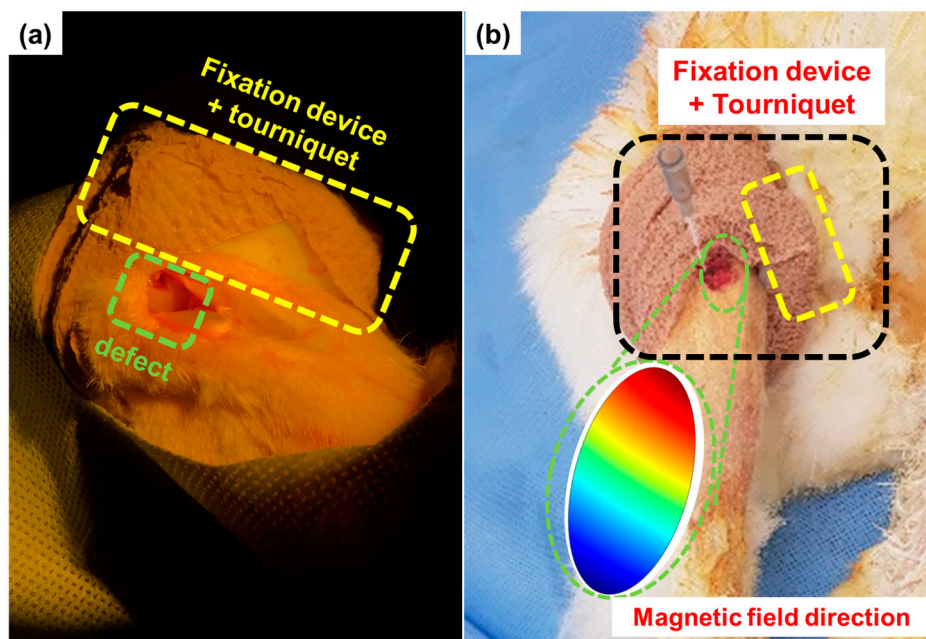 (a)
Fixation device
+ tourniquet
defect
(b)
Fixation device
+ Tourniquet
Magnetic field direction